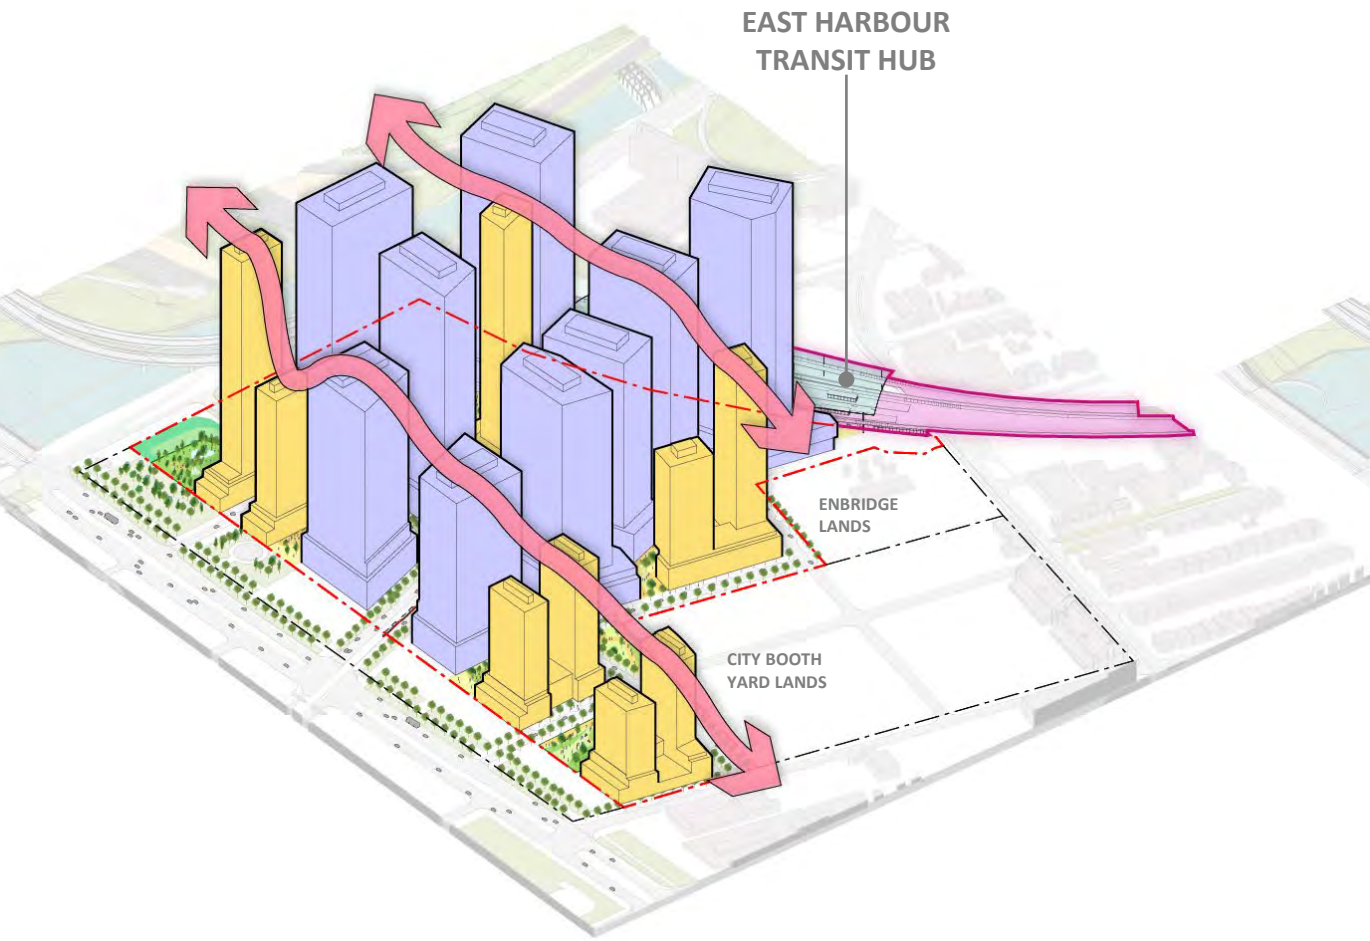 EAST HARBOUR
TRANSIT HUB
ENBRIDGE
LANDS
CITY BOOTH
YARD LANDS